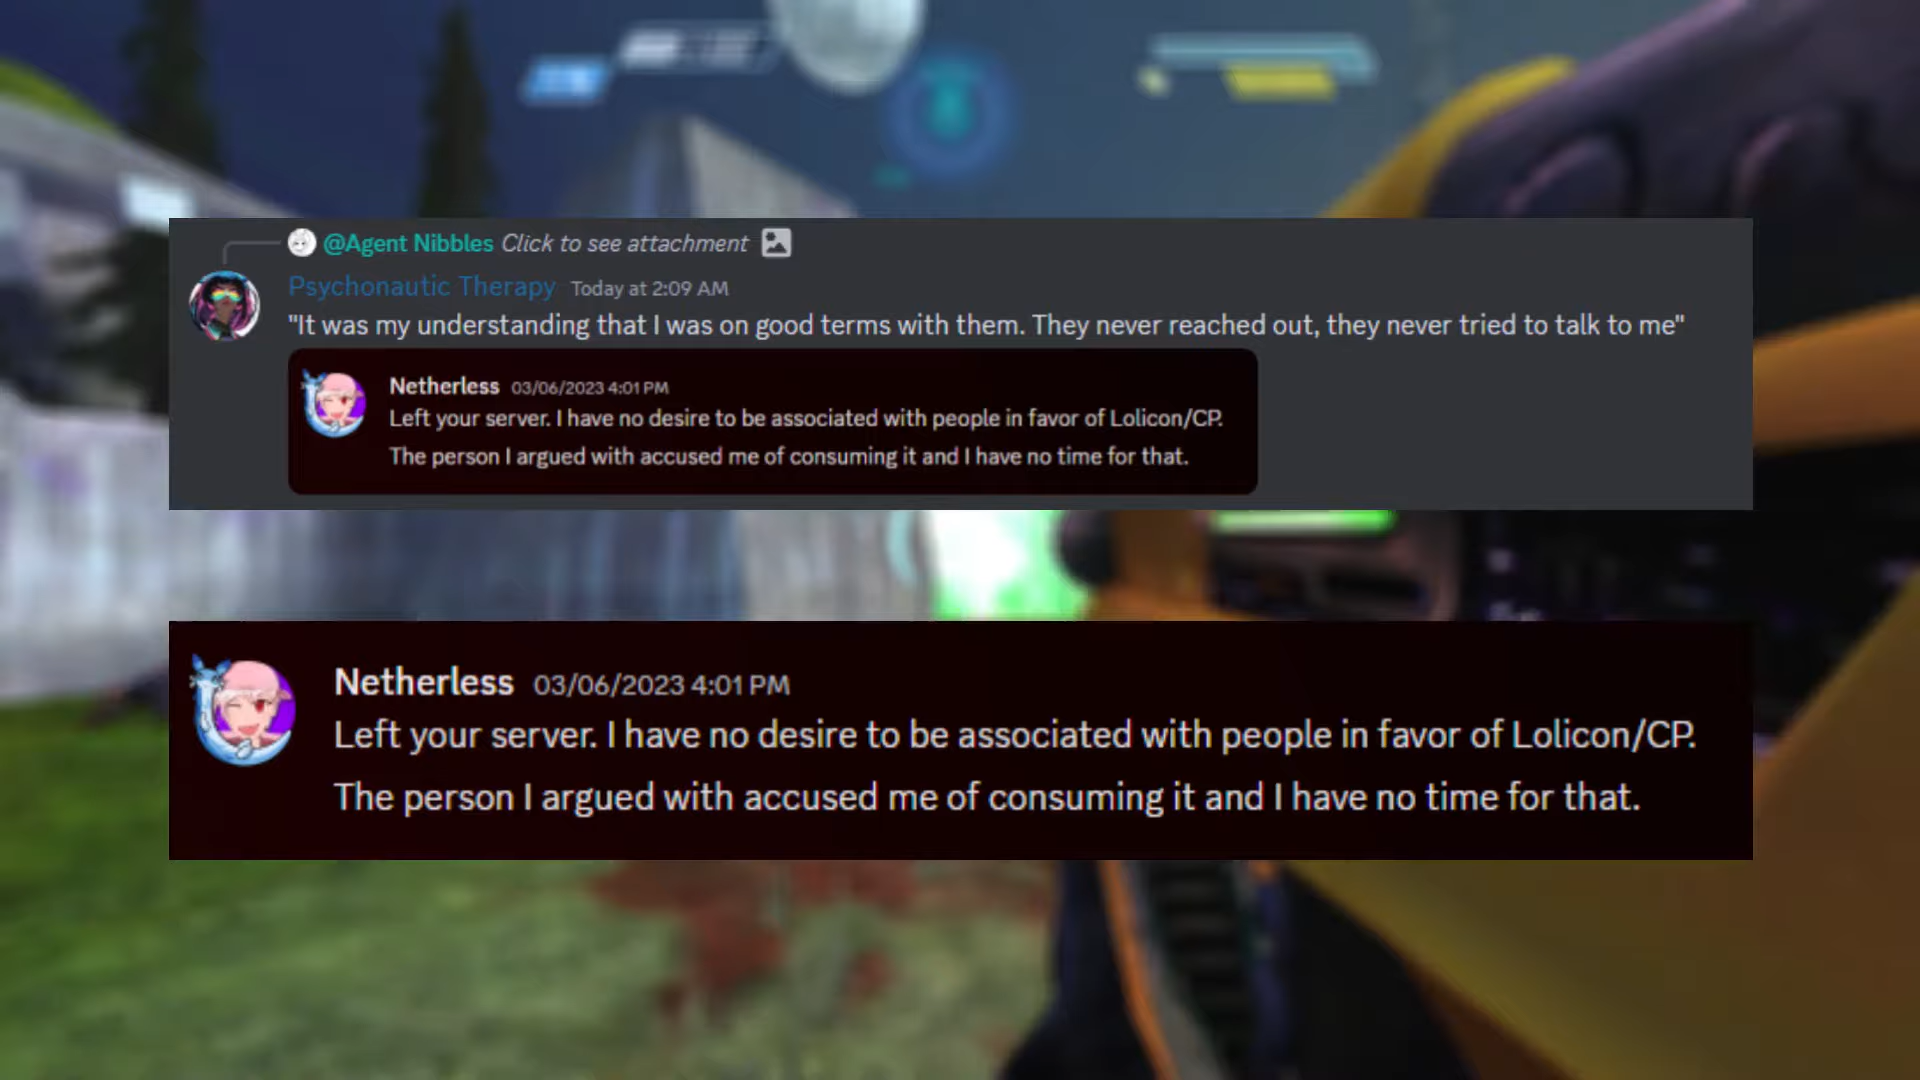 @Agent Nibbles Click to see attachment
Psychonautic Therapy Today at 2:09 AM
"It was my understanding that I was on good terms with them. They never reached out, they never tried to talk to me"
Netherless 03/06/2023 4:01 PM
Left your server. I have no desire to be associated with people in favor of Lolicon/CP.
The person I argued with accused me of consuming it and I have no time for that.
Netherless 03/06/2023 4:01 PM
Left your server. I have no desire to be associated with people in favor of Lolicon/CP.
The person I argued with accused me of consuming it and I have no time for that.